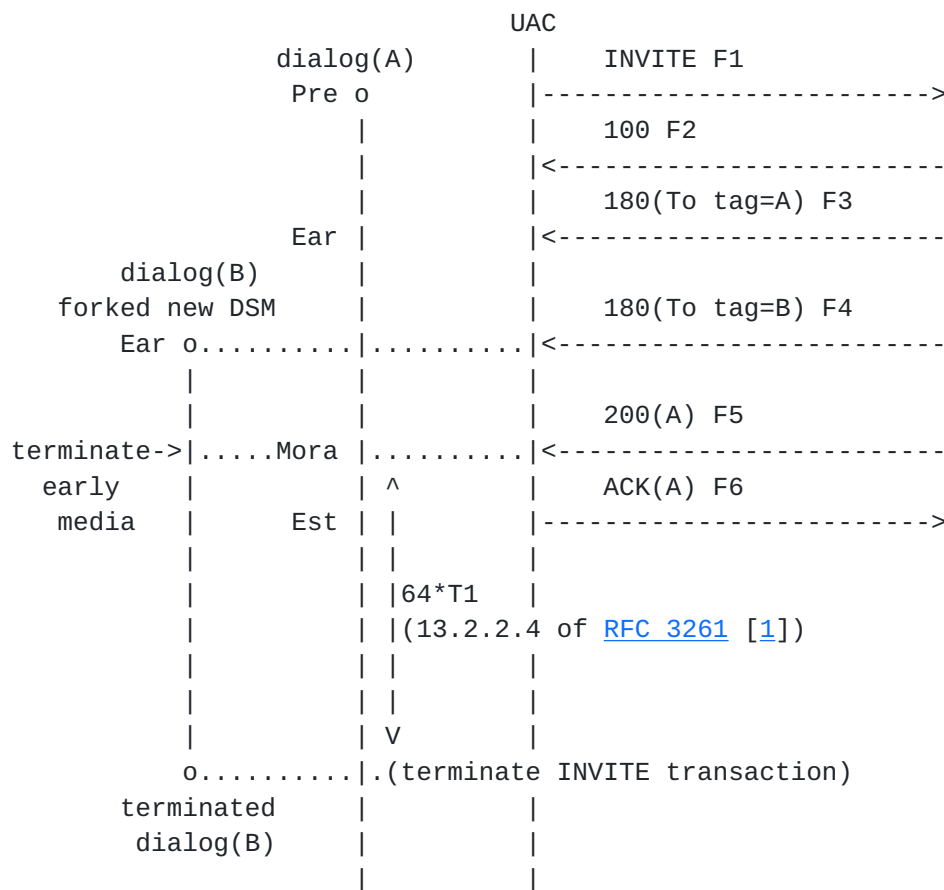 UAC
                 dialog(A)       |    INVITE F1
                  Pre o          |------------------------->
                      |          |    100 F2
                      |          |<-------------------------
                      |          |    180(To tag=A) F3
                  Ear |          |<-------------------------
       dialog(B)      |          |
   forked new DSM     |          |    180(To tag=B) F4
       Ear o..........|..........|<-------------------------
           |          |          |
           |          |          |    200(A) F5
terminate->|.....Mora |..........|<-------------------------
  early    |          | ^        |    ACK(A) F6
   media   |      Est | |        |------------------------->
           |          | |        |
           |          | |64*T1   |
           |          | |(13.2.2.4 of RFC 3261 [1])
           |          | |        |
           |          | |        |
           |          | V        |
           o..........|.(terminate INVITE transaction)
       terminated     |          |
        dialog(B)     |          |
                      |          |